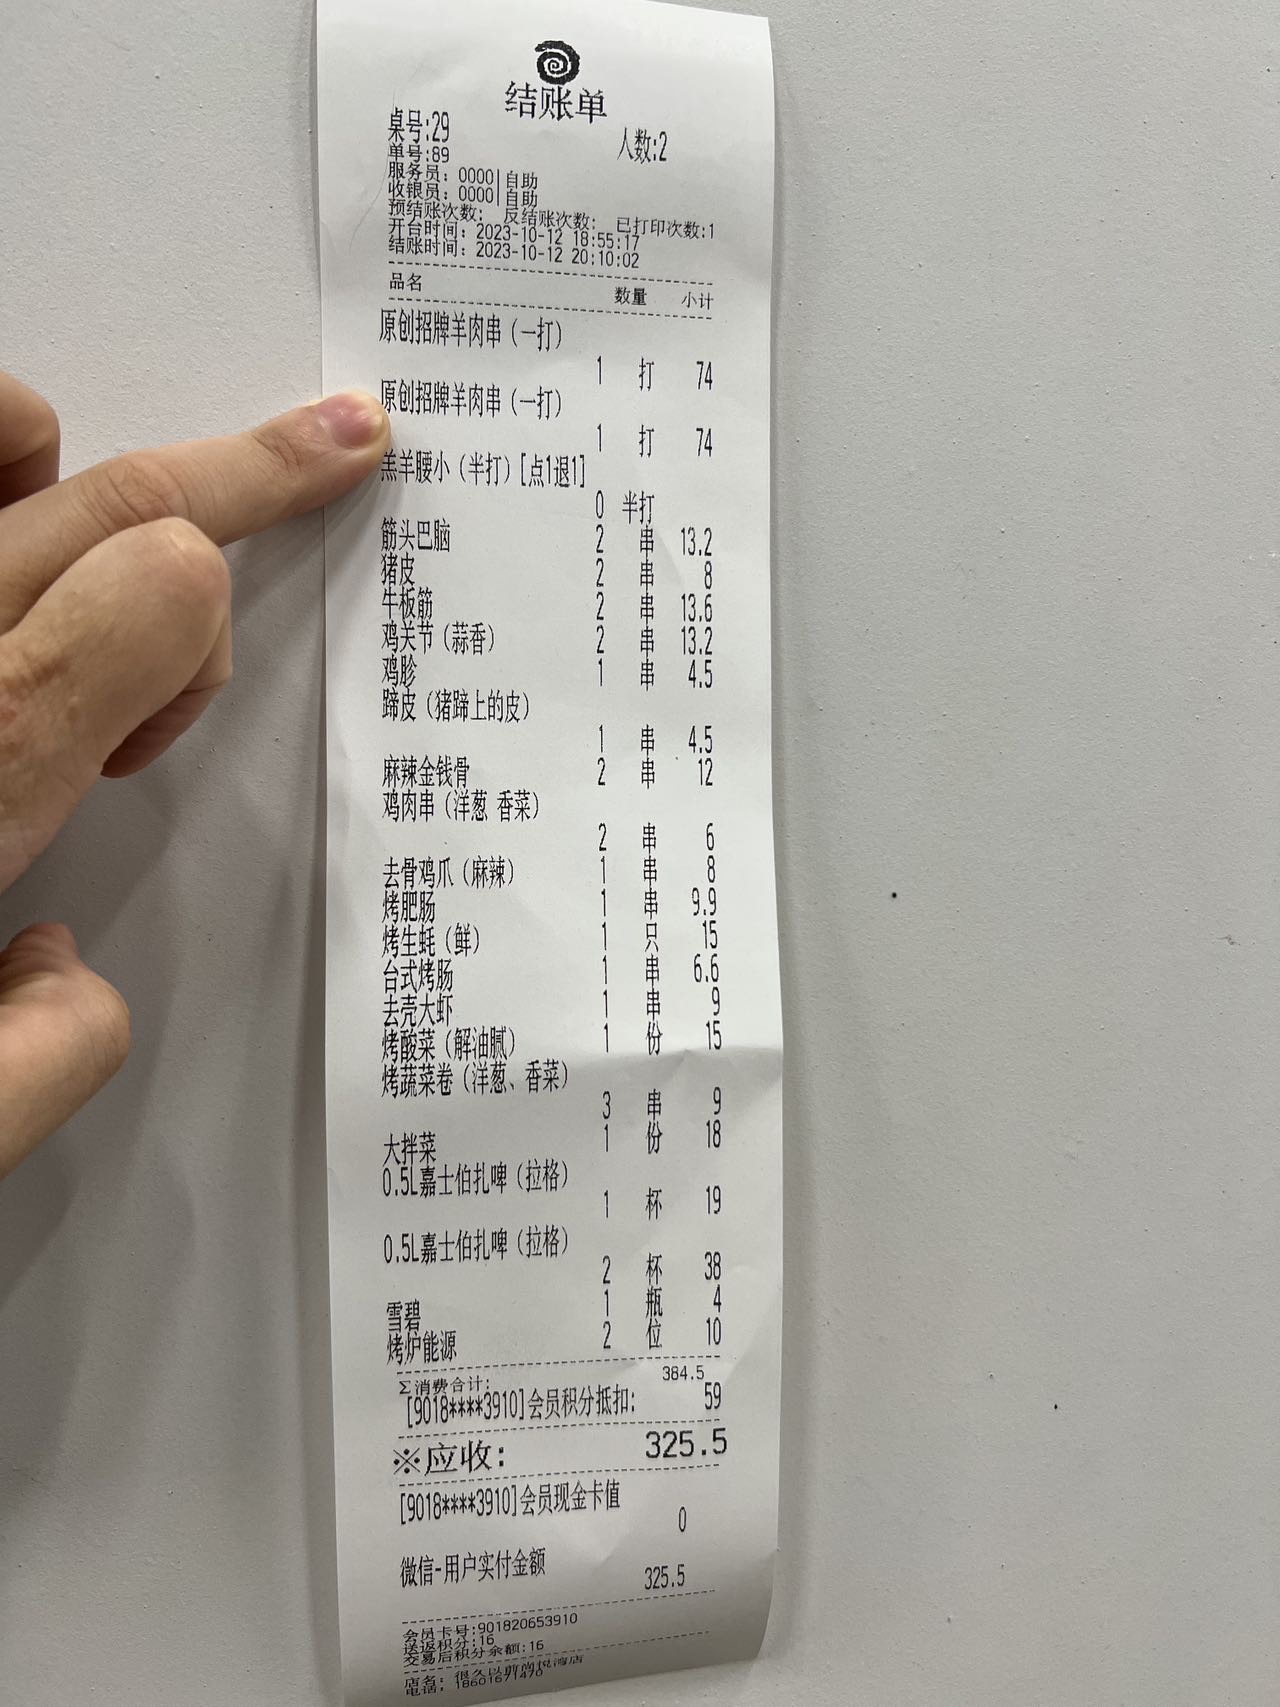 结账单
桌号:29 人数:2
单号:89
服务员: 0000|自助
收银员: 0000|自助
预结账次数: 反结账次数: 已打印次数:1
开台时间: 2023-10-12 18:55:17
结账时间: 2023-10-12 20:10:02
品名 数量 小计
原创招牌羊肉串(一打)
1 打 74
原创招牌羊肉串(一打)
1 打 74
羔羊腰小(半打)[点1退1]
0 半打
筋头巴脑 2 串 13.2
猪皮 2 串 8
牛板筋 2 串 13.6
鸡关节(蒜香) 2 串 13.2
鸡胗 1 串 4.5
蹄皮(猪蹄上的皮)
1 串 4.5
麻辣金钱骨 2 串 12
鸡肉串(洋葱 香菜)
2 串 6
去骨鸡爪(麻辣) 1 串 8
烤肥肠 1 串 9.9
烤生蚝(鲜) 1 只 15
台式烤肠 1 串 6.6
去壳大虾 1 串 9
烤酸菜(解油腻) 1 份 15
烤蔬菜卷(洋葱、香菜)
3 串 9
大拌菜 1 份 18
0.5L嘉士伯扎啤(拉格)
1 杯 19
0.5L嘉士伯扎啤(拉格)
2 杯 38
雪碧 1 瓶 4
烤炉能源 2 位 10
Σ消费合计: 384.5
[9018****3910]会员积分抵扣: 59
※应收: 325.5
[9018****3910]会员现金卡值
0
微信-用户实付金额
325.5
会员卡号:901820653910
送返积分:16
交易后积分余额:16
店名: 很久以前尚悦湾店
电话: 18601671470